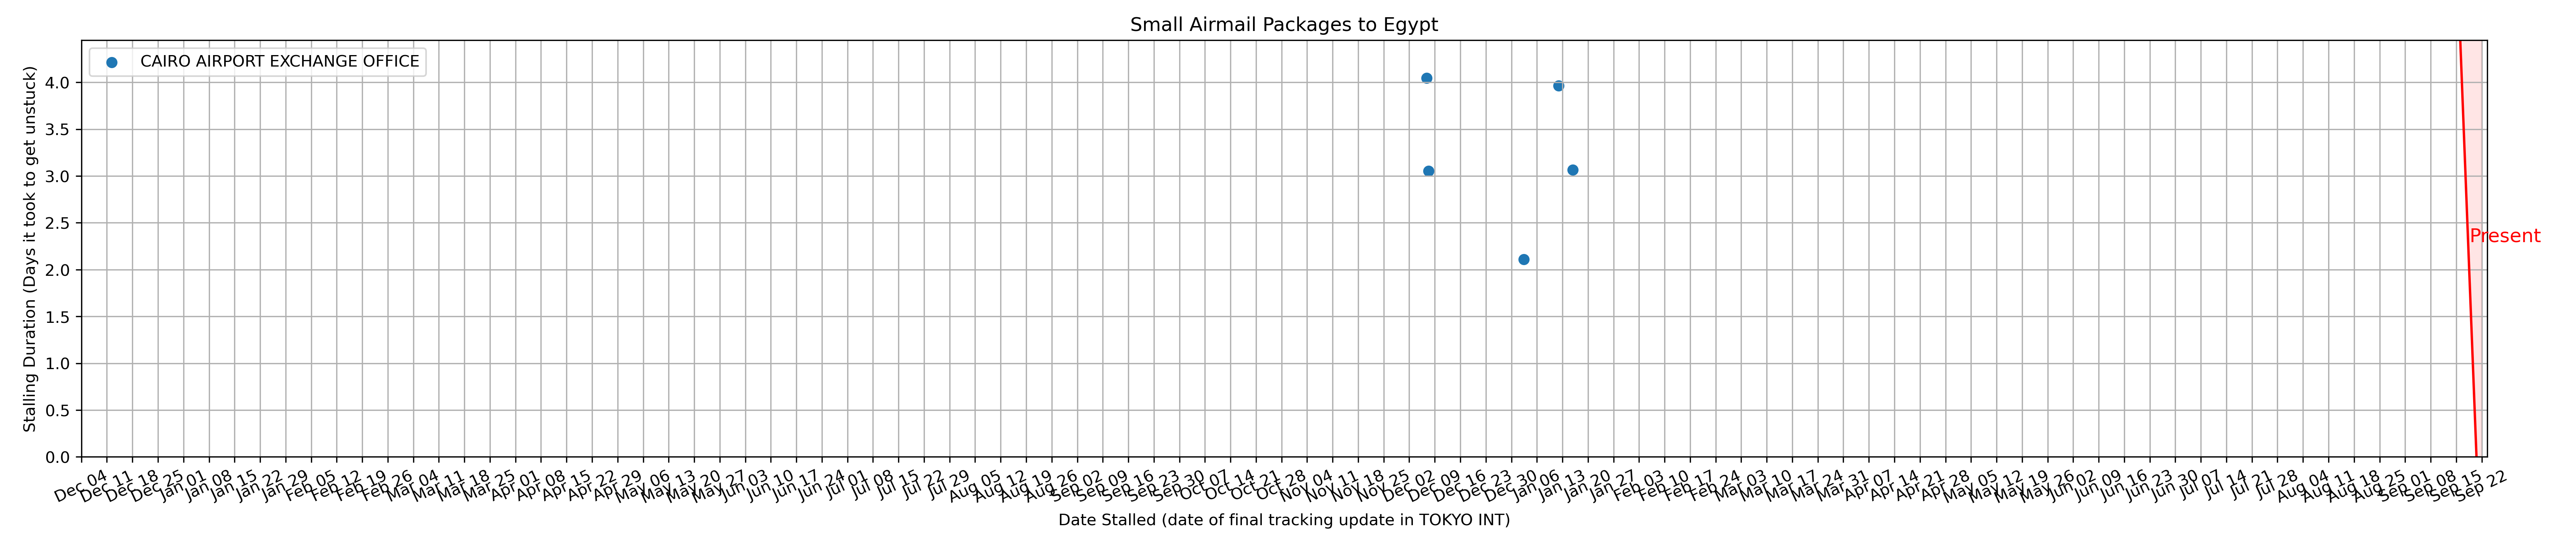 Small Airmail Packages to Egypt
CAIRO AIRPORT EXCHANGE OFFICE
Stalling Duration (Days it took to get unstuck)
4.0
3.5
3.0
2.5
2.0
1.5
1.0
0.5
0.0
Present
Dec 04
Dec 11
Dec 18
Dec 25
Jan 01
Jan 08
Jan 15
Jan 22
Jan 29
Feb 05
Feb 12
Feb 19
Feb 26
Mar 04
Mar 11
Mar 18
Mar 25
Apr 01
Apr 08
Apr 15
Apr 22
Apr 29
May 06
May 13
May 20
May 27
Jun 03
Jun 10
Jun 17
Jun 24
Jul 01
Jul 08
Jul 15
Jul 22
Jul 29
Aug 05
Aug 12
Aug 19
Aug 26
Sep 02
Sep 09
Sep 16
Sep 23
Sep 30
Oct 07
Oct 14
Oct 21
Oct 28
Nov 04
Nov 11
Nov 18
Nov 25
Dec 02
Dec 09
Dec 16
Dec 23
Dec 30
Jan 06
Jan 13
Jan 20
Jan 27
Feb 03
Feb 10
Feb 17
Feb 24
Mar 03
Mar 10
Mar 17
Mar 24
Mar 31
Apr 07
Apr 14
Apr 21
Apr 28
May 05
May 12
May 19
May 26
Jun 02
Jun 09
Jun 16
Jun 23
Jun 30
Jul 07
Jul 14
Jul 21
Jul 28
Aug 04
Aug 11
Aug 18
Aug 25
Sep 01
Sep 08
Sep 15
Sep 22
Date Stalled (date of final tracking update in TOKYO INT)